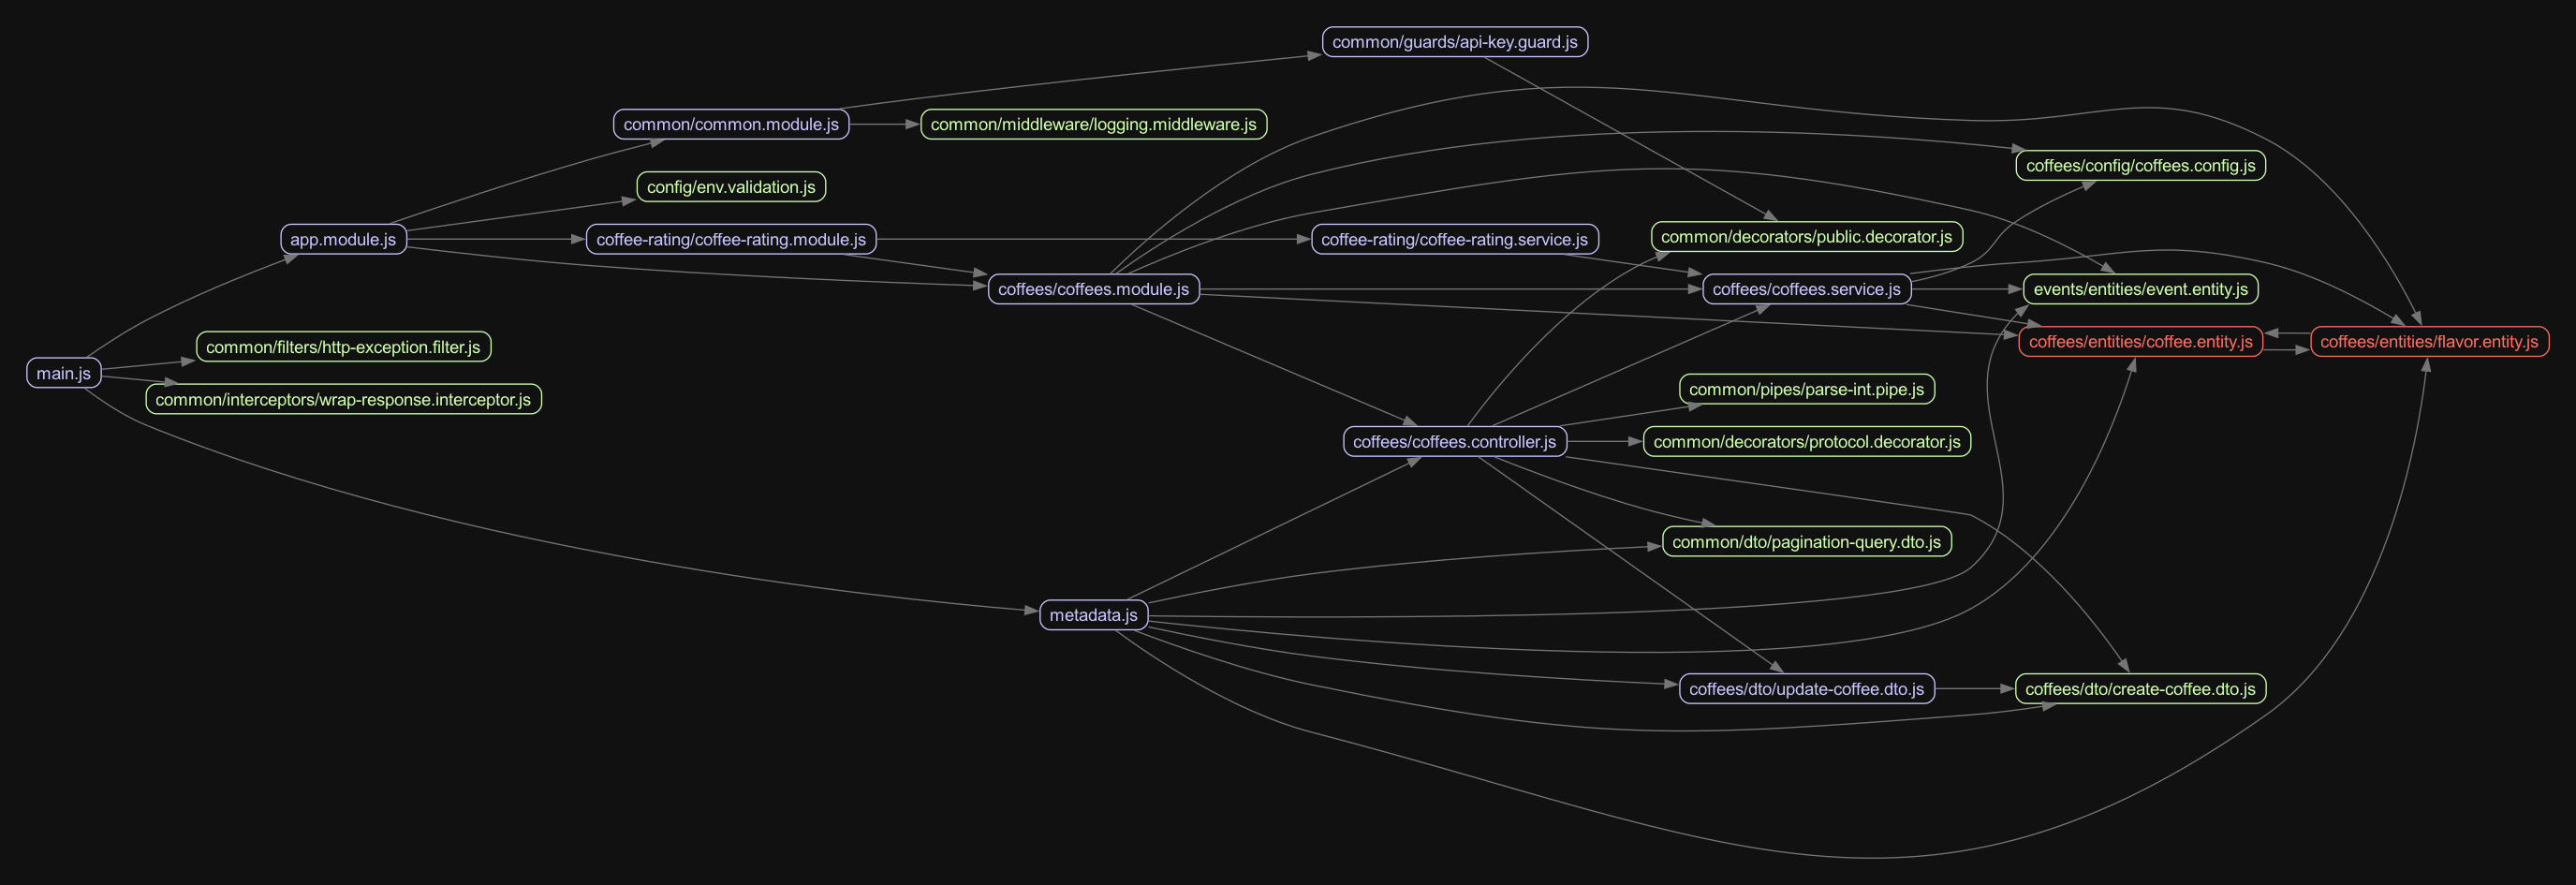 common/guards/api-key.guard.js
common/common.module.js
common/middleware/logging.middleware.js
coffees/config/coffees.config.js
config/env.validation.js
app.module.js
coffee-rating/coffee-rating.module.js
coffee-rating/coffee-rating.service.js
common/decorators/public.decorator.js
coffees/coffees.module.js
coffees/coffees.service.js
events/entities/event.entity.js
common/filters/http-exception.filter.js
coffees/entities/coffee.entity.js
coffees/entities/flavor.entity.js
main.js
common/interceptors/wrap-response.interceptor.js
common/pipes/parse-int.pipe.js
coffees/coffees.controller.js
common/decorators/protocol.decorator.js
common/dto/pagination-query.dto.js
metadata.js
coffees/dto/update-coffee.dto.js
coffees/dto/create-coffee.dto.js